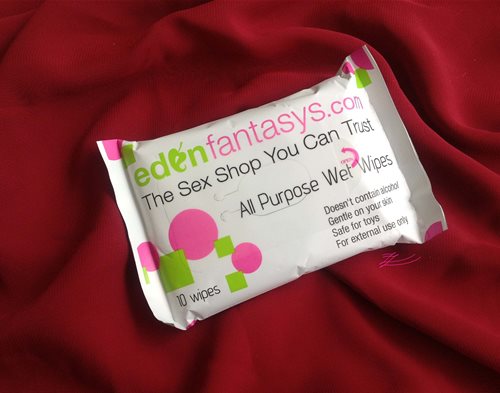 edenfantasys.com
The Sex Shop You Can Trust
All Purpose Wet Wipes
Doesn't contain alcohol
Gentle on your skin
Safe for toys
For external use only
10 wipes